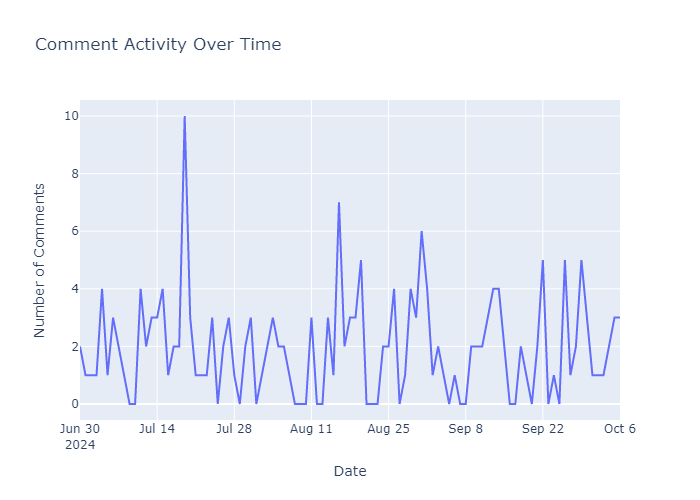 Comment Activity Over Time
Number of Comments
10
8
6
4
2
0
Jun 30
2024
Jul 14
Jul 28
Aug 11
Aug 25
Sep 8
Sep 22
Oct 6
Date